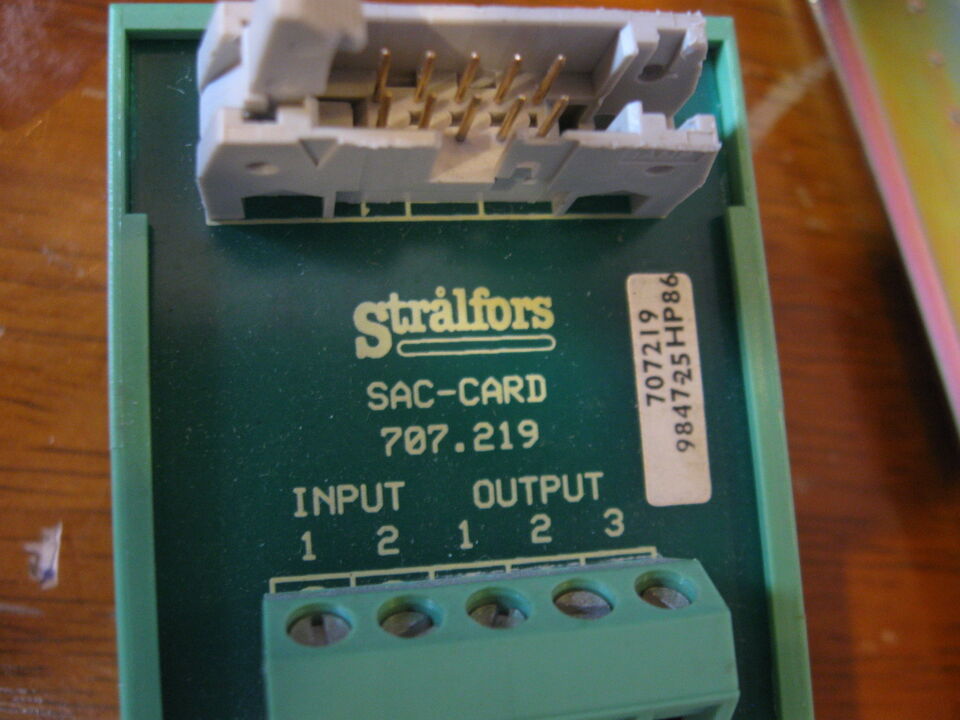 Strålfors
SAC-CARD
707.219
INPUT OUTPUT
1 2 1 2 3
707219
984725HP86